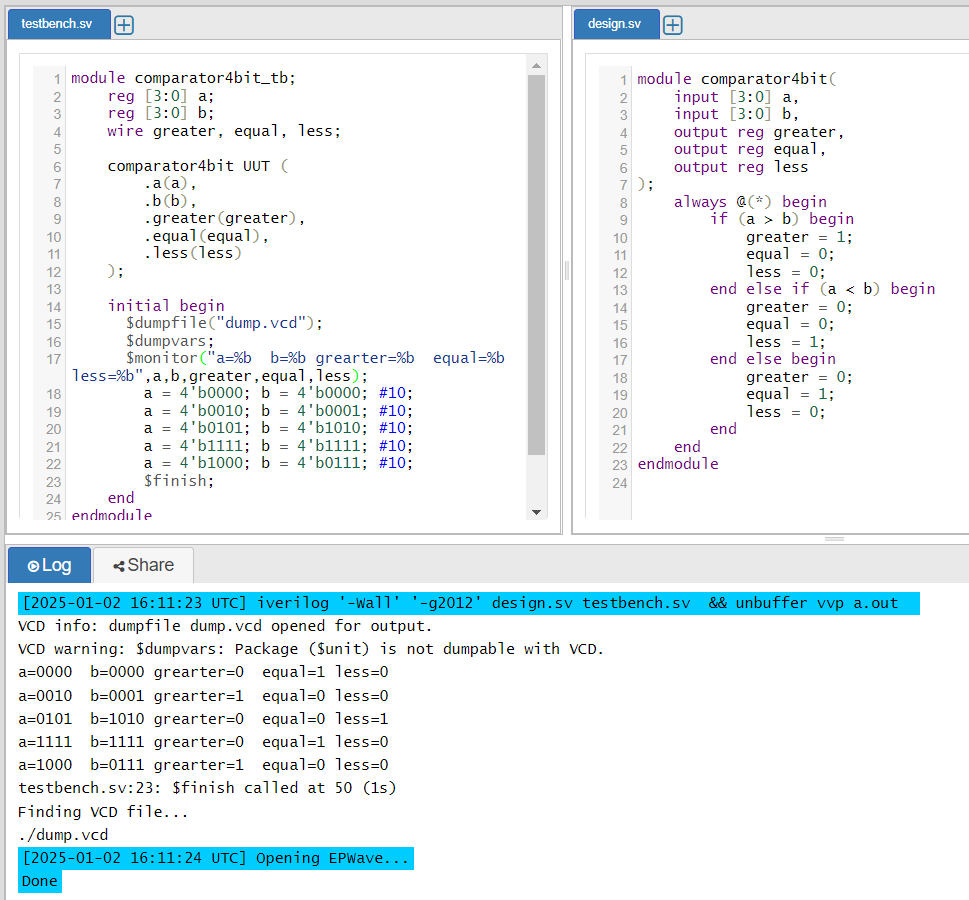 testbench.sv
1 module comparator4bit_tb;
2 reg [3:0] a;
3 reg [3:0] b;
4 wire greater, equal, less;
5
6 comparator4bit UUT (
7 .a(a),
8 .b(b),
9 .greater(greater),
10 .equal(equal),
11 .less(less)
12 );
13
14 initial begin
15 $dumpfile("dump.vcd");
16 $dumpvars;
17 $monitor("a=%b  b=%b grearter=%b  equal=%b
less=%b",a,b,greater,equal,less);
18 a = 4'b0000; b = 4'b0000; #10;
19 a = 4'b0010; b = 4'b0001; #10;
20 a = 4'b0101; b = 4'b1010; #10;
21 a = 4'b1111; b = 4'b1111; #10;
22 a = 4'b1000; b = 4'b0111; #10;
23 $finish;
24 end
25 endmodule
design.sv
1 module comparator4bit(
2 input [3:0] a,
3 input [3:0] b,
4 output reg greater,
5 output reg equal,
6 output reg less
7 );
8 always @(*) begin
9 if (a > b) begin
10 greater = 1;
11 equal = 0;
12 less = 0;
13 end else if (a < b) begin
14 greater = 0;
15 equal = 0;
16 less = 1;
17 end else begin
18 greater = 0;
19 equal = 1;
20 less = 0;
21 end
22 end
23 endmodule
24
Log
Share
[2025-01-02 16:11:23 UTC] iverilog '-Wall' '-g2012' design.sv testbench.sv  && unbuffer vvp a.out
VCD info: dumpfile dump.vcd opened for output.
VCD warning: $dumpvars: Package ($unit) is not dumpable with VCD.
a=0000  b=0000 grearter=0  equal=1 less=0
a=0010  b=0001 grearter=1  equal=0 less=0
a=0101  b=1010 grearter=0  equal=0 less=1
a=1111  b=1111 grearter=0  equal=1 less=0
a=1000  b=0111 grearter=1  equal=0 less=0
testbench.sv:23: $finish called at 50 (1s)
Finding VCD file...
./dump.vcd
[2025-01-02 16:11:24 UTC] Opening EPWave...
Done